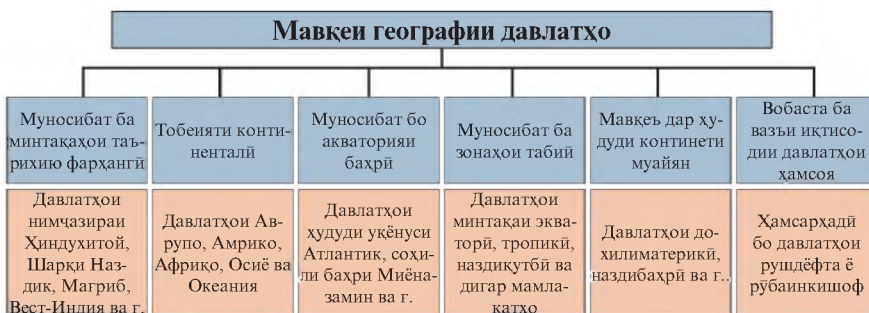 Мавқеи географии давлатҳо
Муносибат ба
минтақаҳои таъ-
рихию фарҳангӣ
Тобеияти конти-
ненталӣ
Муносибат бо
акваторияи
баҳрӣ
Муносибат ба
зонаҳои табиӣ
Мавқеъ дар ҳу-
дуди континети
муайян
Вобаста ба
вазъи иқтисо-
дии давлатҳои
ҳамсоя
Давлатҳои
нимҷазираи
Ҳиндухитой,
Шарқи Наз-
дик, Мағриб,
Вест-Индия ва ғ.
Давлатҳои Ав-
рупо, Амрико,
Африқо, Осиё ва
Океания
Давлатҳои
ҳудуди уқёнуси
Атлантик, соҳи-
ли баҳри Миёна-
замин ва ғ.
Давлатҳои
минтақаи эква-
торӣ, тропикӣ,
наздиқутбӣ ва
дигар мамла-
катҳо
Давлатҳои до-
хилиматерикӣ,
наздибаҳрӣ ва ғ..
Ҳамсарҳадӣ
бо давлатҳои
рушдёфта ё
рӯбаинкишоф